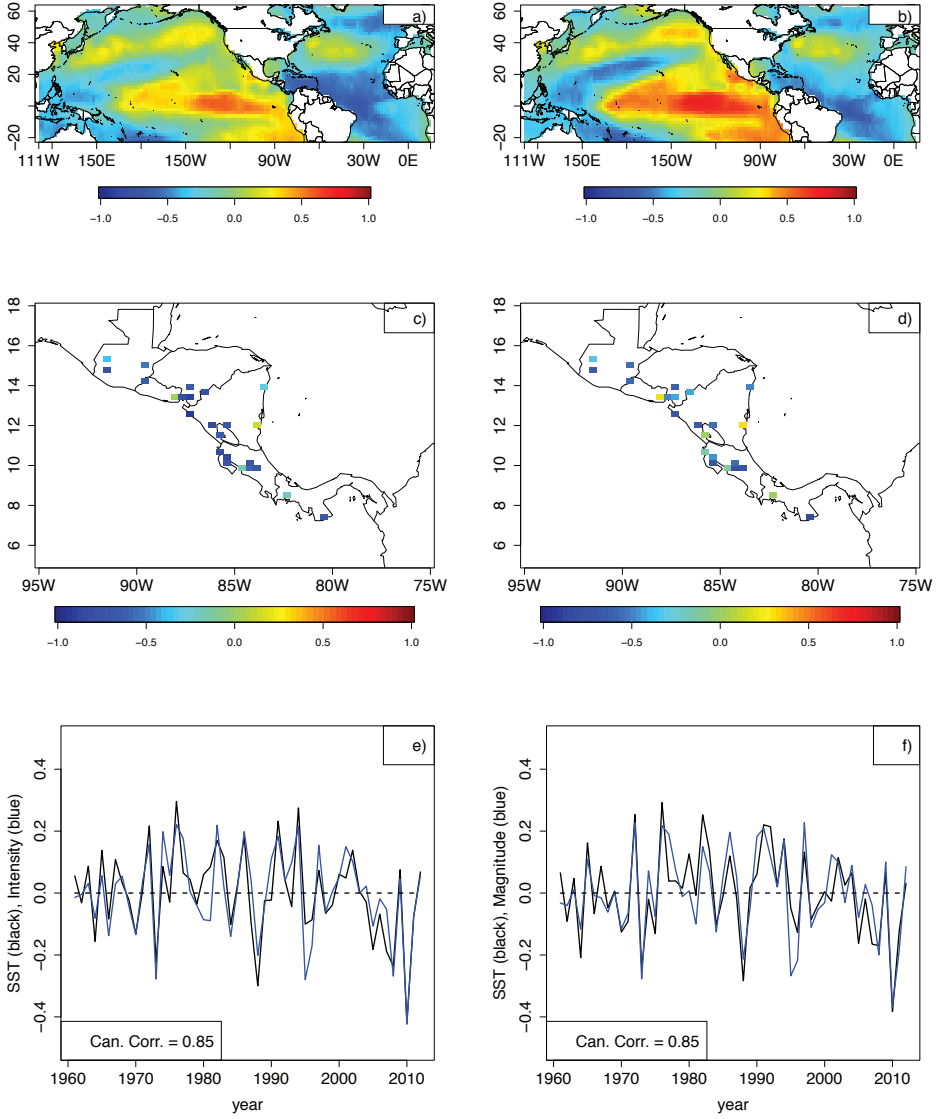 a)
60
40
20
−20
111W 150E 150W 90W 30W 0E
−1.0 −0.5 0.0 0.5 1.0
b)
60
40
20
−20
111W 150E 150W 90W 30W 0E
−1.0 −0.5 0.0 0.5 1.0
c)
18
16
14
12
10
8
6
95W 90W 85W 80W 75W
−1.0 −0.5 0.0 0.5 1.0
d)
18
16
14
12
10
8
6
95W 90W 85W 80W 75W
−1.0 −0.5 0.0 0.5 1.0
e)
SST (black), Intensity (blue)
0.4
0.2
0.0
−0.2
−0.4
Can. Corr. = 0.85
1960 1970 1980 1990 2000 2010
year
f)
SST (black), Magnitude (blue)
0.4
0.2
0.0
−0.2
−0.4
Can. Corr. = 0.85
1960 1970 1980 1990 2000 2010
year